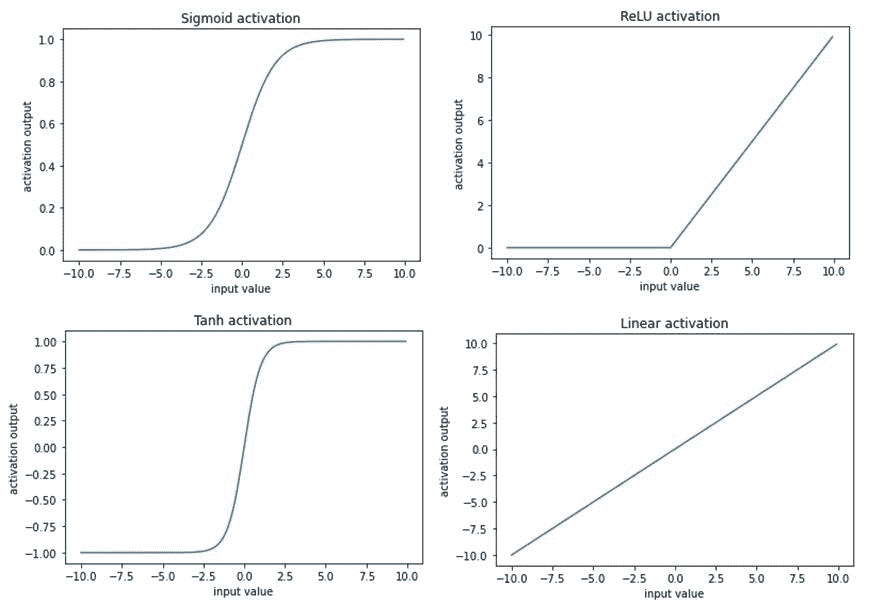 Sigmoid activation
1.0
0.8
0.6
0.4
0.2
0.0
activation output
−10.0 −7.5 −5.0 −2.5 0.0 2.5 5.0 7.5 10.0
input value
ReLU activation
10
8
6
4
2
0
activation output
−10.0 −7.5 −5.0 −2.5 0.0 2.5 5.0 7.5 10.0
input value
Tanh activation
1.00
0.75
0.50
0.25
0.00
−0.25
−0.50
−0.75
−1.00
activation output
−10.0 −7.5 −5.0 −2.5 0.0 2.5 5.0 7.5 10.0
input value
Linear activation
10.0
7.5
5.0
2.5
0.0
−2.5
−5.0
−7.5
−10.0
activation output
−10.0 −7.5 −5.0 −2.5 0.0 2.5 5.0 7.5 10.0
input value